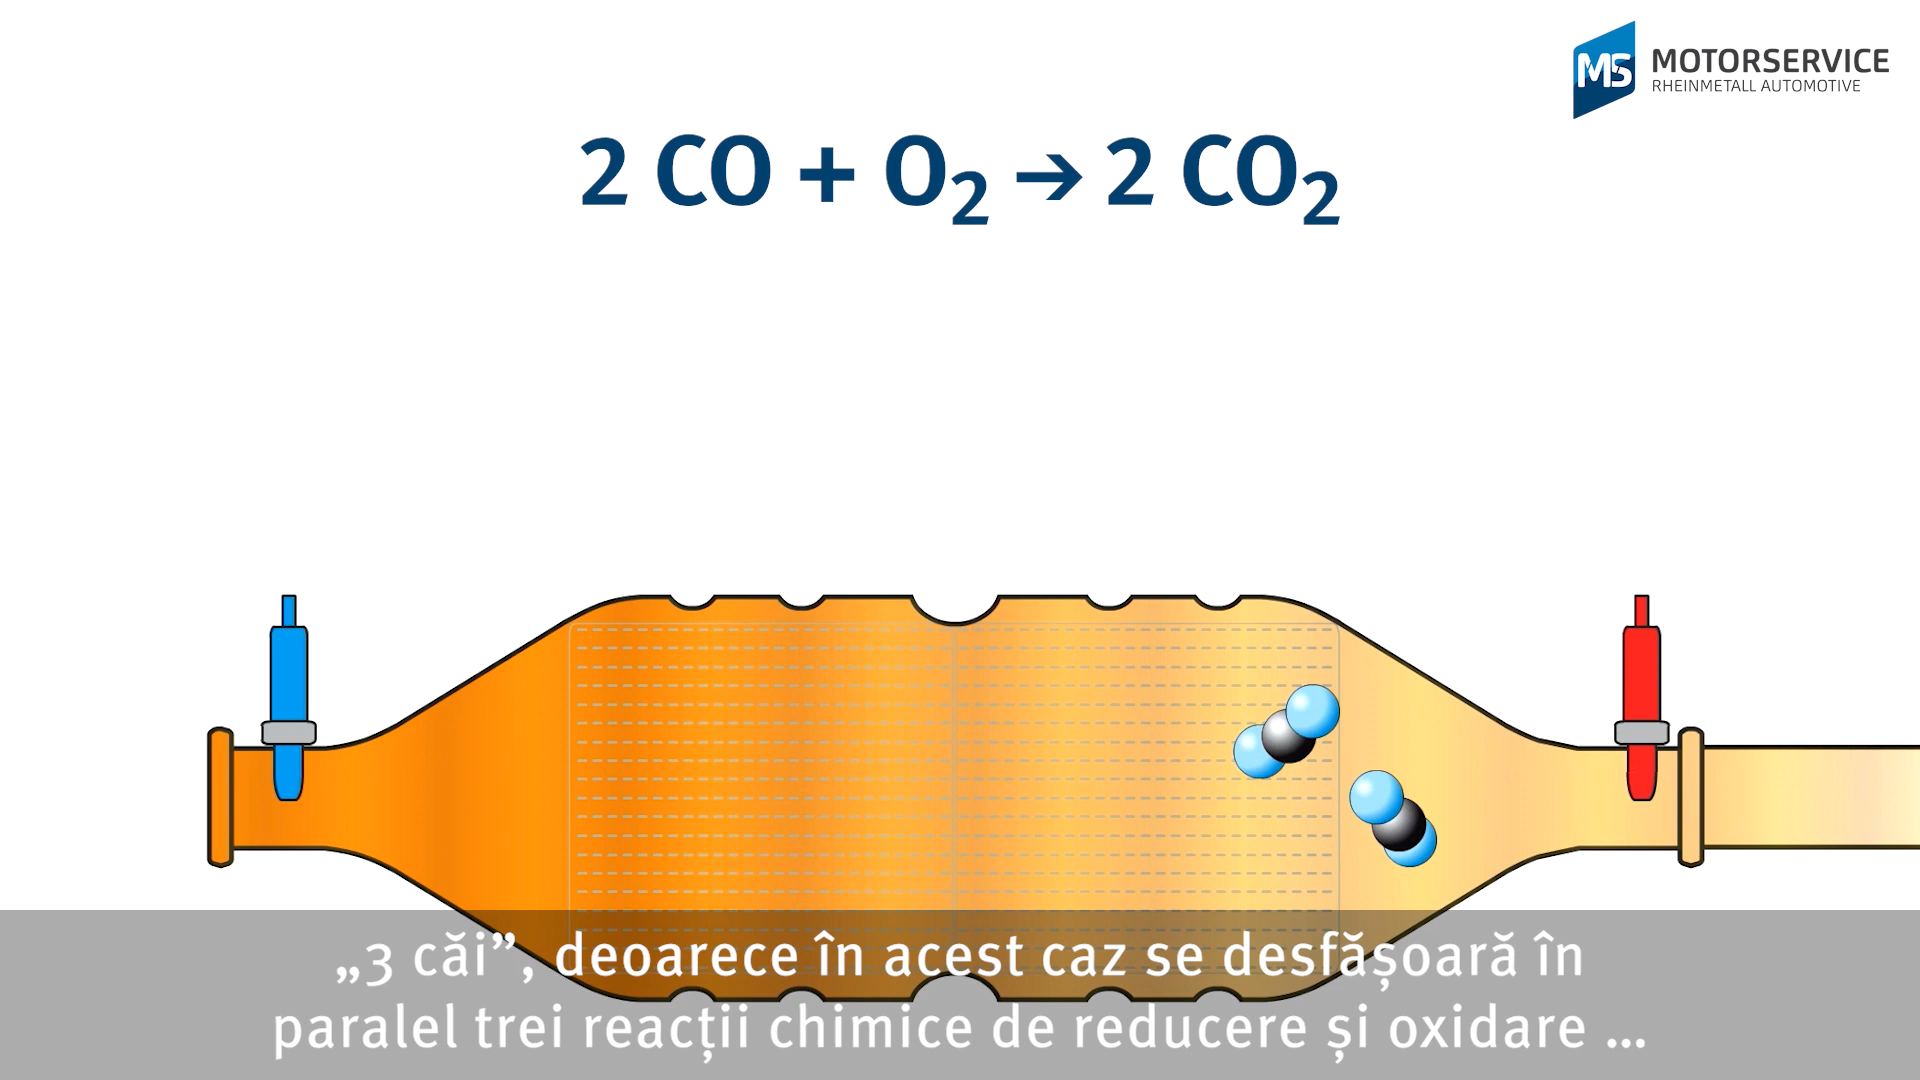 MS MOTORSERVICE
RHEINMETALL AUTOMOTIVE
2 CO + O₂ → 2 CO₂
„3 căi”, deoarece în acest caz se desfășoară în
paralel trei reacții chimice de reducere și oxidare ...